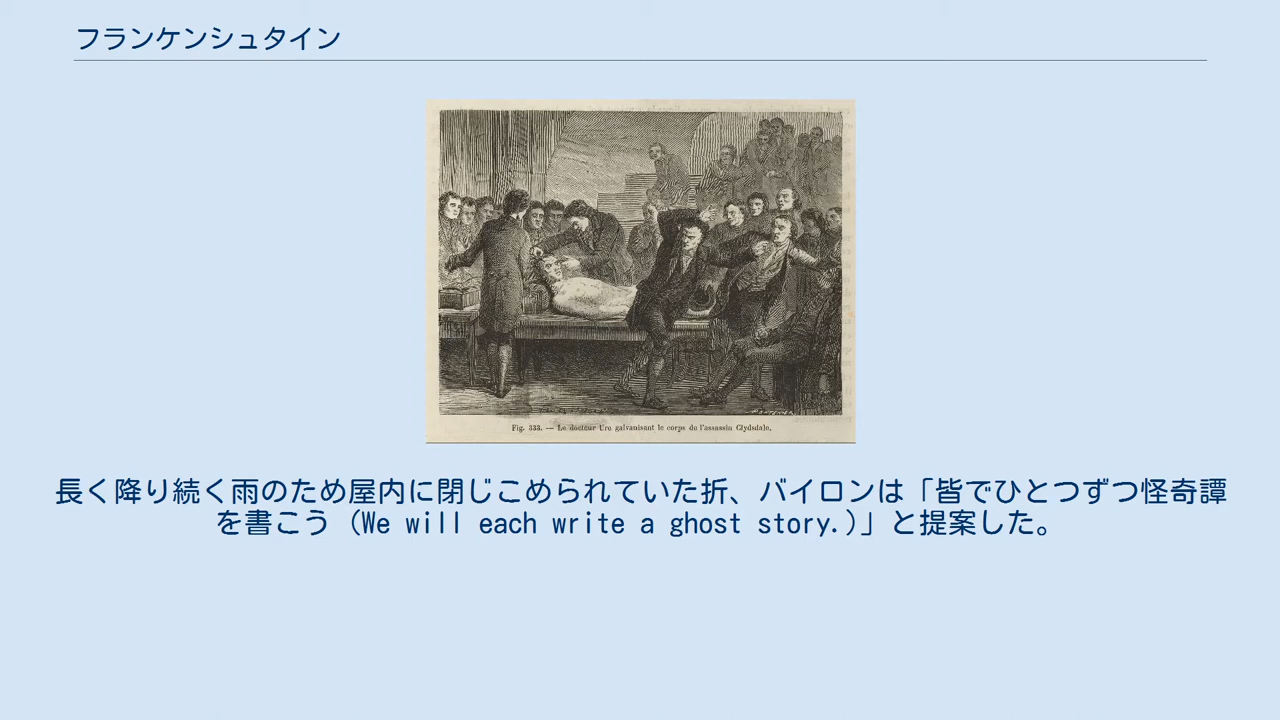 フランケンシュタイン
Fig. 333. — Le docteur Ure galvanisant le corps de l'assassin Clydsdale.
長く降り続く雨のため屋内に閉じこめられていた折、バイロンは「皆でひとつずつ怪奇譚
を書こう（We will each write a ghost story.）」と提案した。